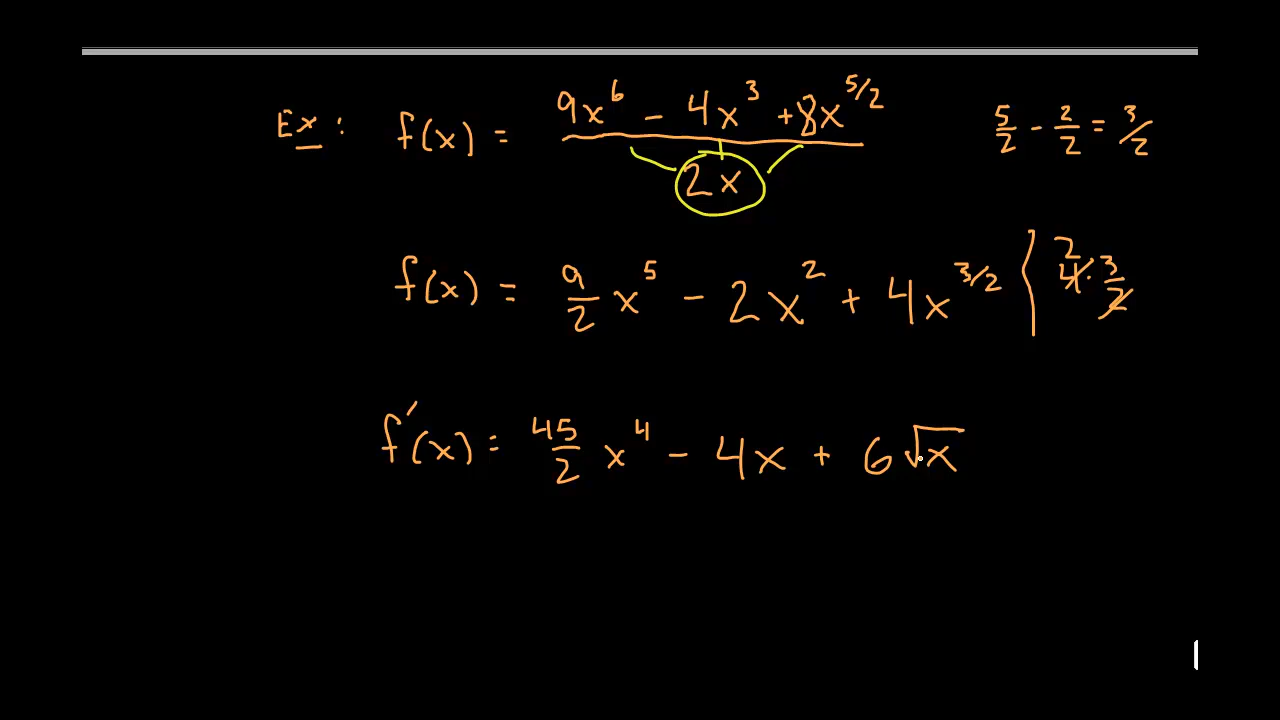 Ex: f(x) = (9x^6 - 4x^3 + 8x^{5/2}) / 2x    5/2 - 2/2 = 3/2
f(x) = 9/2 x^5 - 2x^2 + 4x^{3/2}    2 4 · 3/2
f'(x) = 45/2 x^4 - 4x + 6√x